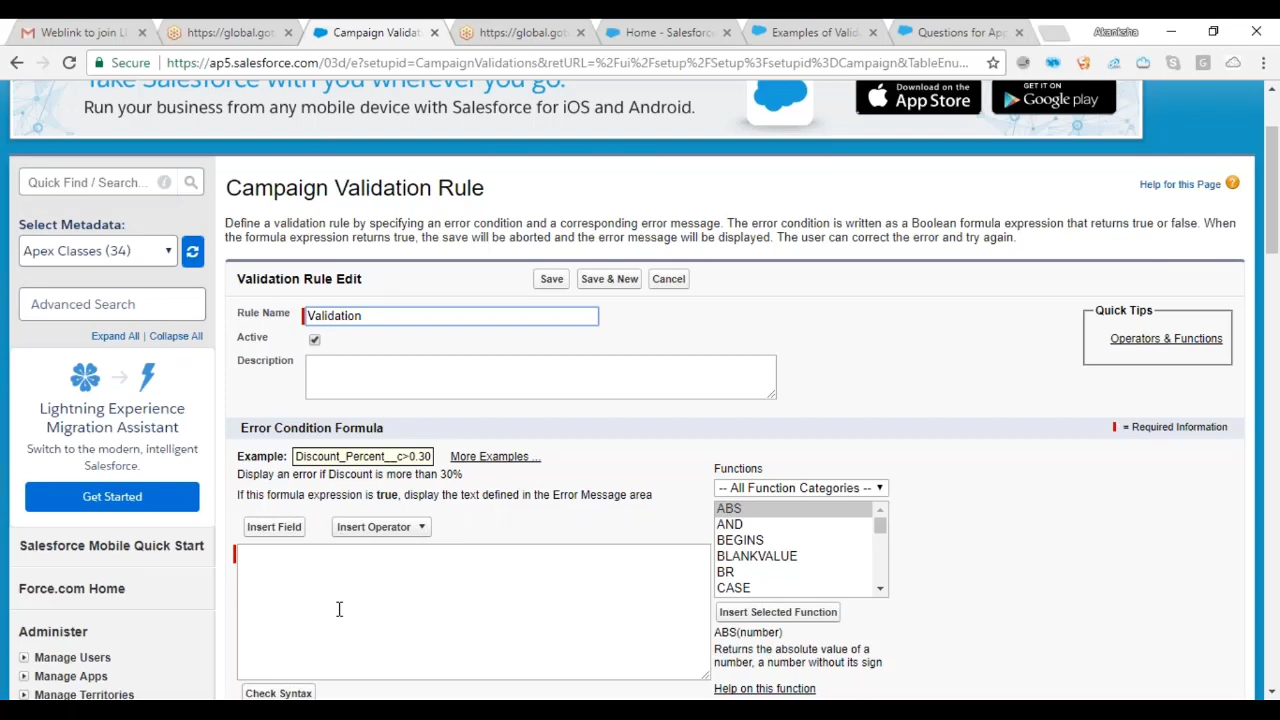 Weblink to join L
https://global.got
Campaign Validat
https://global.got
Home - Salesforce
Examples of Valid
Questions for Ap
Akanksha
Secure
https://ap5.salesforce.com/03d/e?setupid=CampaignValidations&retURL=%2Fui%2Fsetup%2FSetup%3Fsetupid%3DCampaign&TableEnu...
Take Salesforce with you wherever you go.
Run your business from any mobile device with Salesforce for iOS and Android.
Download on the
App Store
GET IT ON
Google play
Quick Find / Search...
Select Metadata:
Apex Classes (34)
Advanced Search
Expand All | Collapse All
Lightning Experience
Migration Assistant
Switch to the modern, intelligent
Salesforce.
Get Started
Salesforce Mobile Quick Start
Force.com Home
Administer
Manage Users
Manage Apps
Manage Territories
Campaign Validation Rule
Help for this Page
Define a validation rule by specifying an error condition and a corresponding error message. The error condition is written as a Boolean formula expression that returns true or false. When
the formula expression returns true, the save will be aborted and the error message will be displayed. The user can correct the error and try again.
Validation Rule Edit
Save
Save & New
Cancel
Rule Name
Validation
Active
Description
Quick Tips
Operators & Functions
Error Condition Formula
= Required Information
Example:
Discount_Percent__c>0.30
More Examples ...
Display an error if Discount is more than 30%
If this formula expression is true, display the text defined in the Error Message area
Insert Field
Insert Operator
Check Syntax
Functions
-- All Function Categories --
ABS
AND
BEGINS
BLANKVALUE
BR
CASE
Insert Selected Function
ABS(number)
Returns the absolute value of a
number, a number without its sign
Help on this function